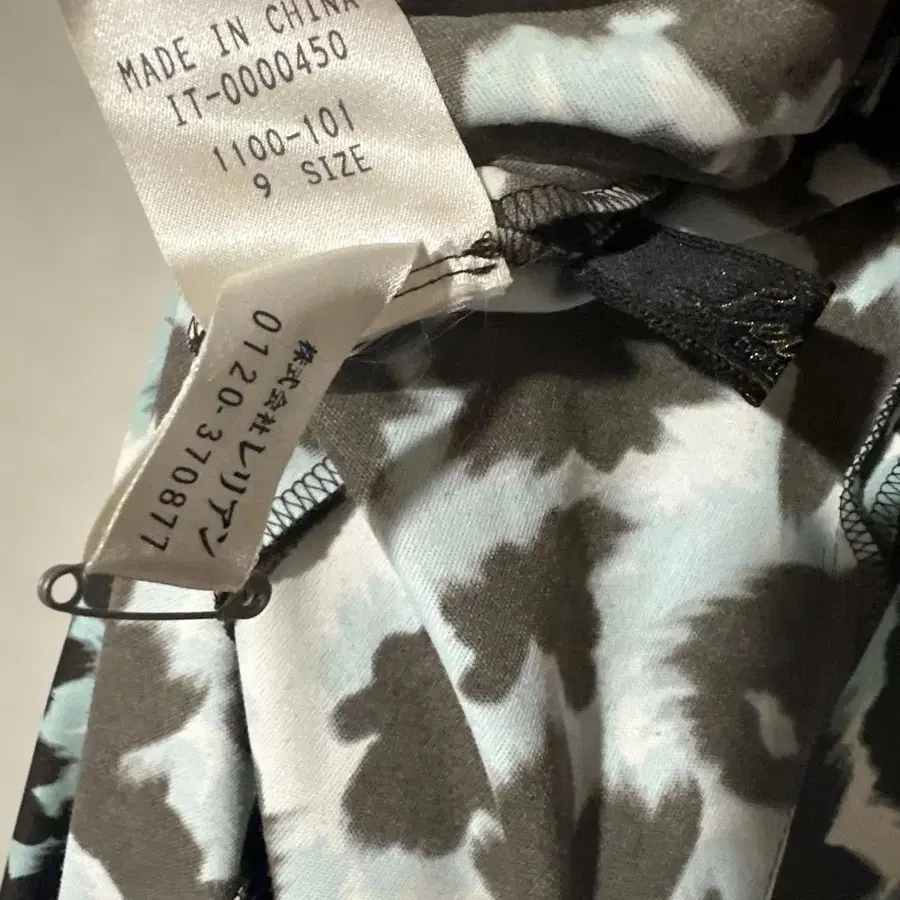 MADE IN CHINA
IT-0000450
1100-101
9 SIZE
株式会社レリアン
0120-370877